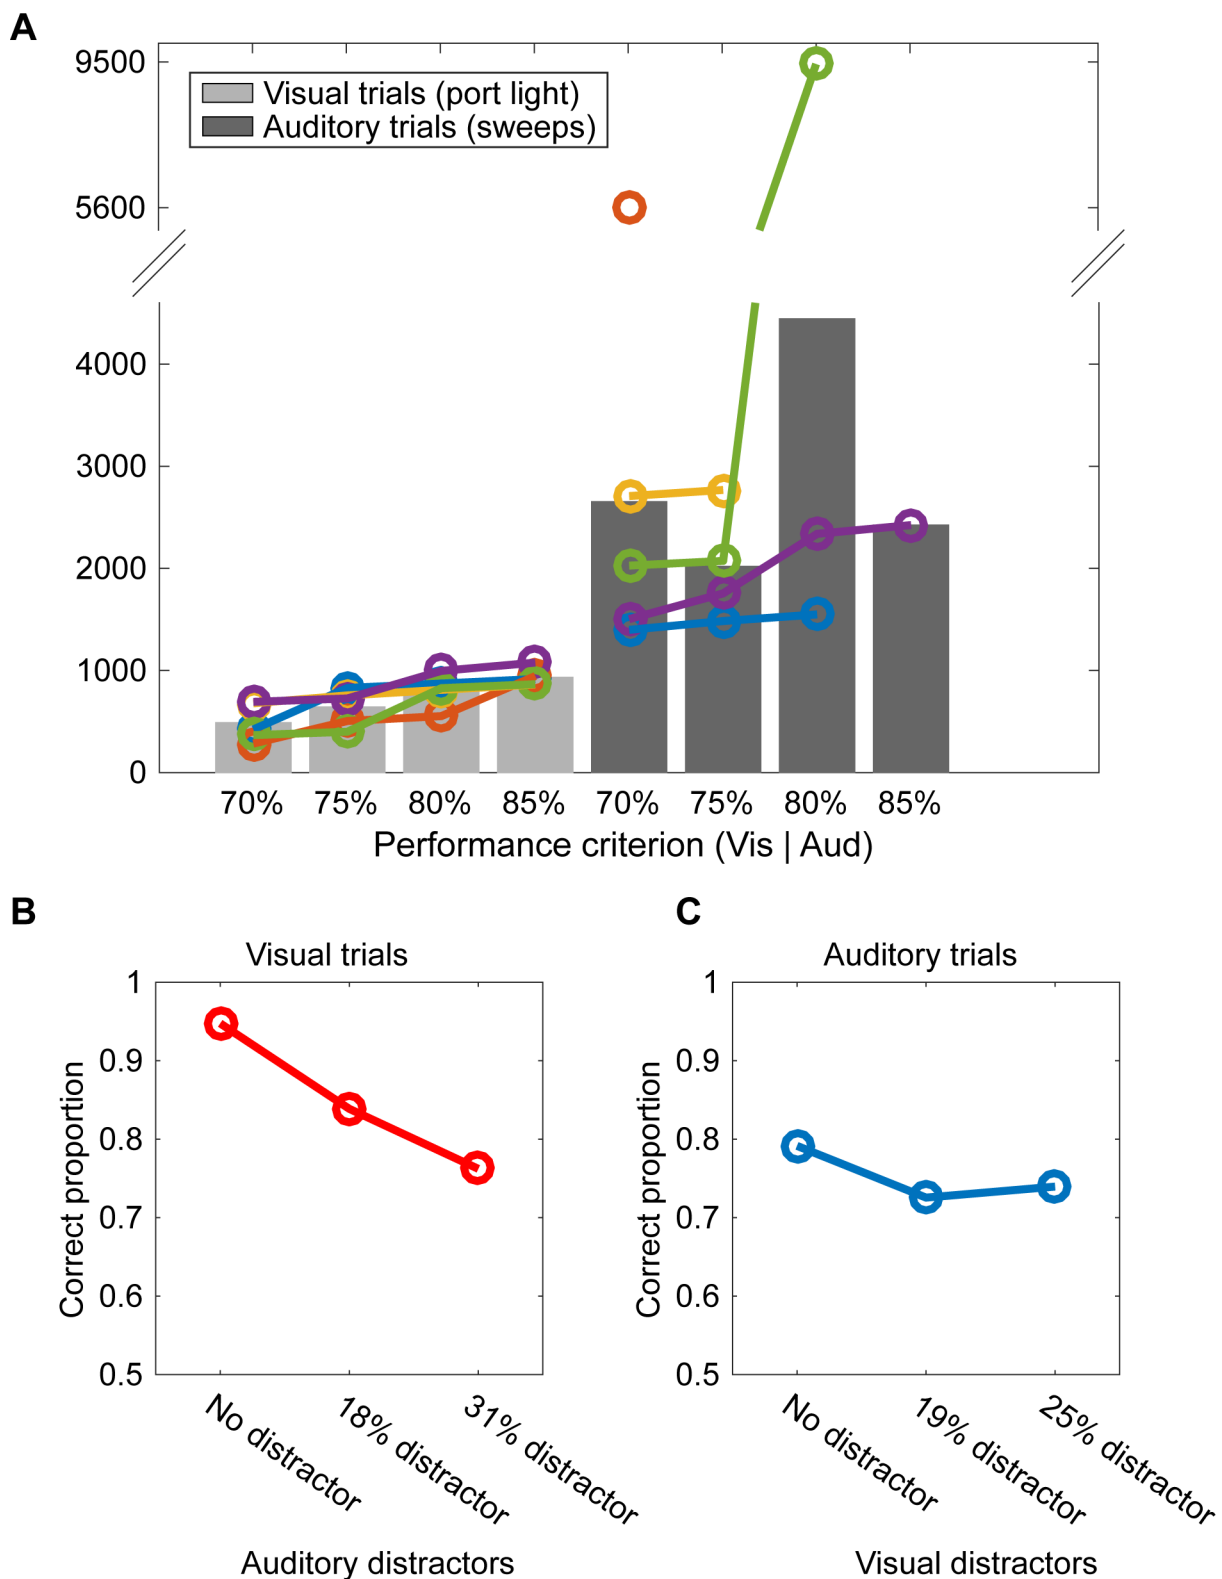 A
9500
5600
4000
3000
2000
1000
0
Visual trials (port light)
Auditory trials (sweeps)
70% 75% 80% 85% 70% 75% 80% 85%
Performance criterion (Vis | Aud)
B
Visual trials
Correct proportion
1
0.9
0.8
0.7
0.6
0.5
No distractor
18% distractor
31% distractor
Auditory distractors
C
Auditory trials
Correct proportion
1
0.9
0.8
0.7
0.6
0.5
No distractor
19% distractor
25% distractor
Visual distractors